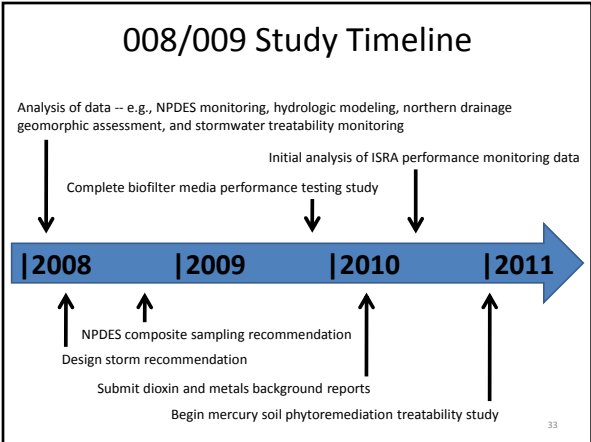 008/009 Study Timeline
Analysis of data -- e.g., NPDES monitoring, hydrologic modeling, northern drainage
geomorphic assessment, and stormwater treatability monitoring
Initial analysis of ISRA performance monitoring data
Complete biofilter media performance testing study
|2008 |2009 |2010 |2011
NPDES composite sampling recommendation
Design storm recommendation
Submit dioxin and metals background reports
Begin mercury soil phytoremediation treatability study
33